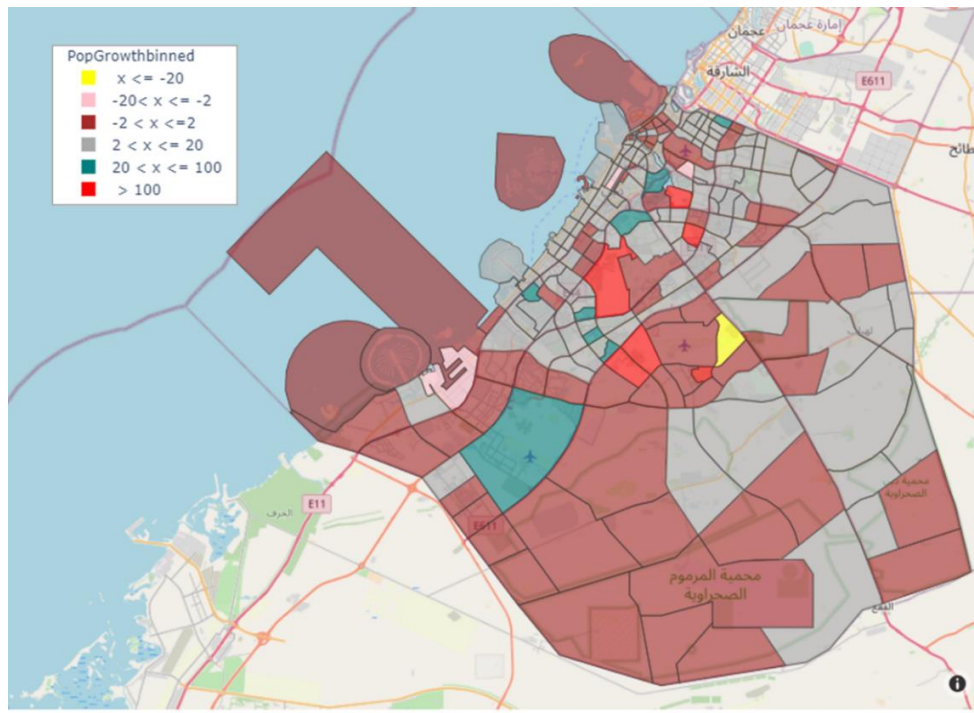 PopGrowthbinned
x <= -20
-20< x <= -2
-2 < x <=2
2 < x <= 20
20 < x <= 100
> 100
إمارة عجمان
عجمان
الشارقة
E611
E11
E611
محمية دبي
الصحراوية
محمية المرموم
الصحراوية
i